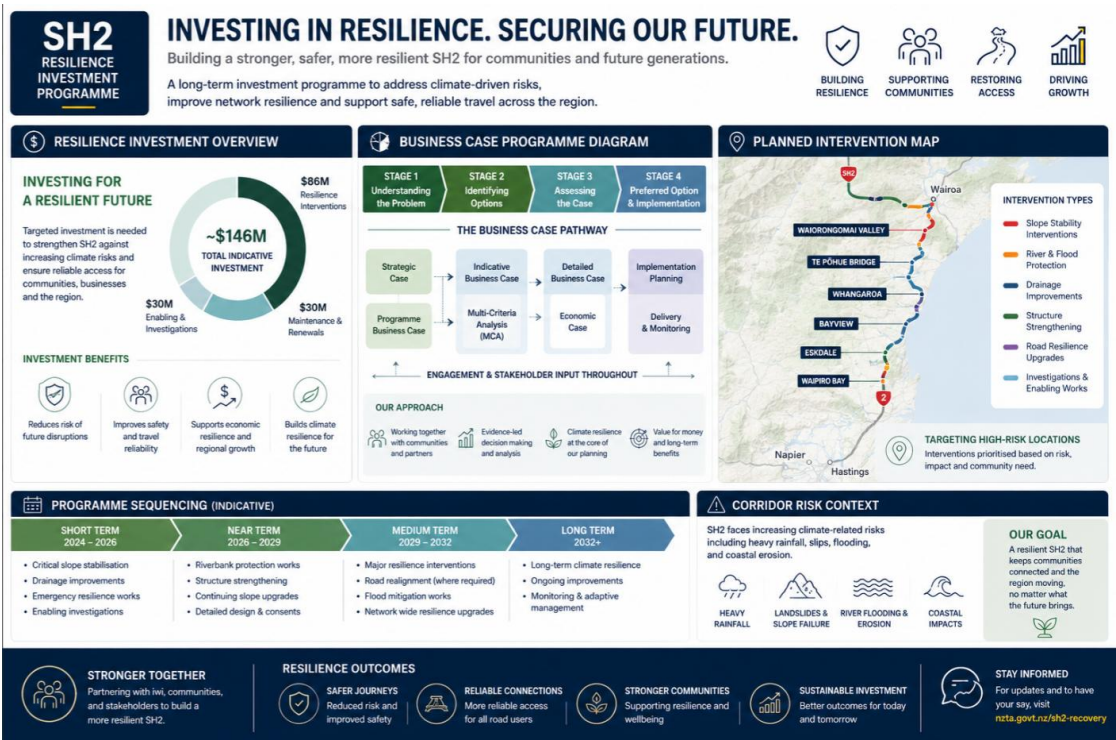 SH2
RESILIENCE
INVESTMENT
PROGRAMME
INVESTING IN RESILIENCE. SECURING OUR FUTURE.
Building a stronger, safer, more resilient SH2 for communities and future generations.
A long-term investment programme to address climate-driven risks,
improve network resilience and support safe, reliable travel across the region.
BUILDING
RESILIENCE
SUPPORTING
COMMUNITIES
RESTORING
ACCESS
DRIVING
GROWTH
RESILIENCE INVESTMENT OVERVIEW
INVESTING FOR
A RESILIENT FUTURE
Targeted investment is needed
to strengthen SH2 against
increasing climate risks and
ensure reliable access for
communities, businesses
and the region.
~$146M
TOTAL INDICATIVE
INVESTMENT
$86M
Resilience
Interventions
$30M
Enabling &
Investigations
$30M
Maintenance &
Renewals
INVESTMENT BENEFITS
Reduces risk of
future disruptions
Improves safety
and travel
reliability
Supports economic
resilience and
regional growth
Builds climate
resilience for
the future
BUSINESS CASE PROGRAMME DIAGRAM
STAGE 1
Understanding
the Problem
STAGE 2
Identifying
Options
STAGE 3
Assessing
the Case
STAGE 4
Preferred Option
& Implementation
THE BUSINESS CASE PATHWAY
Strategic
Case
Programme
Business Case
Indicative
Business Case
Multi-Criteria
Analysis
(MCA)
Detailed
Business Case
Economic
Case
Implementation
Planning
Delivery
& Monitoring
ENGAGEMENT & STAKEHOLDER INPUT THROUGHOUT
OUR APPROACH
Working together
with communities
and partners
Evidence-led
decision making
and analysis
Climate resilience
at the core of
our planning
Value for money
and long-term
benefits
PLANNED INTERVENTION MAP
SH2
Wairoa
WAIORONGOMAI VALLEY
TE PŌHUE BRIDGE
WHANGAROA
BAYVIEW
ESKDALE
WAIPIRO BAY
2
Napier
Hastings
INTERVENTION TYPES
Slope Stability
Interventions
River & Flood
Protection
Drainage
Improvements
Structure
Strengthening
Road Resilience
Upgrades
Investigations &
Enabling Works
TARGETING HIGH-RISK LOCATIONS
Interventions prioritised based on risk,
impact and community need.
PROGRAMME SEQUENCING (INDICATIVE)
SHORT TERM
2024 – 2026
• Critical slope stabilisation
• Drainage improvements
• Emergency resilience works
• Enabling investigations
NEAR TERM
2026 – 2029
• Riverbank protection works
• Structure strengthening
• Continuing slope upgrades
• Detailed design & consents
MEDIUM TERM
2029 – 2032
• Major resilience interventions
• Road realignment (where required)
• Flood mitigation works
• Network wide resilience upgrades
LONG TERM
2032+
• Long-term climate resilience
• Ongoing improvements
• Monitoring & adaptive
management
CORRIDOR RISK CONTEXT
SH2 faces increasing climate-related risks
including heavy rainfall, slips, flooding,
and coastal erosion.
HEAVY
RAINFALL
LANDSLIDES &
SLOPE FAILURE
RIVER FLOODING &
EROSION
COASTAL
IMPACTS
OUR GOAL
A resilient SH2 that
keeps communities
connected and the
region moving,
no matter what
the future brings.
STRONGER TOGETHER
Partnering with iwi, communities,
and stakeholders to build a
more resilient SH2.
RESILIENCE OUTCOMES
SAFER JOURNEYS
Reduced risk and
improved safety
RELIABLE CONNECTIONS
More reliable access
for all road users
STRONGER COMMUNITIES
Supporting resilience and
wellbeing
SUSTAINABLE INVESTMENT
Better outcomes for today
and tomorrow
STAY INFORMED
For updates and to have
your say, visit
nzta.govt.nz/sh2-recovery